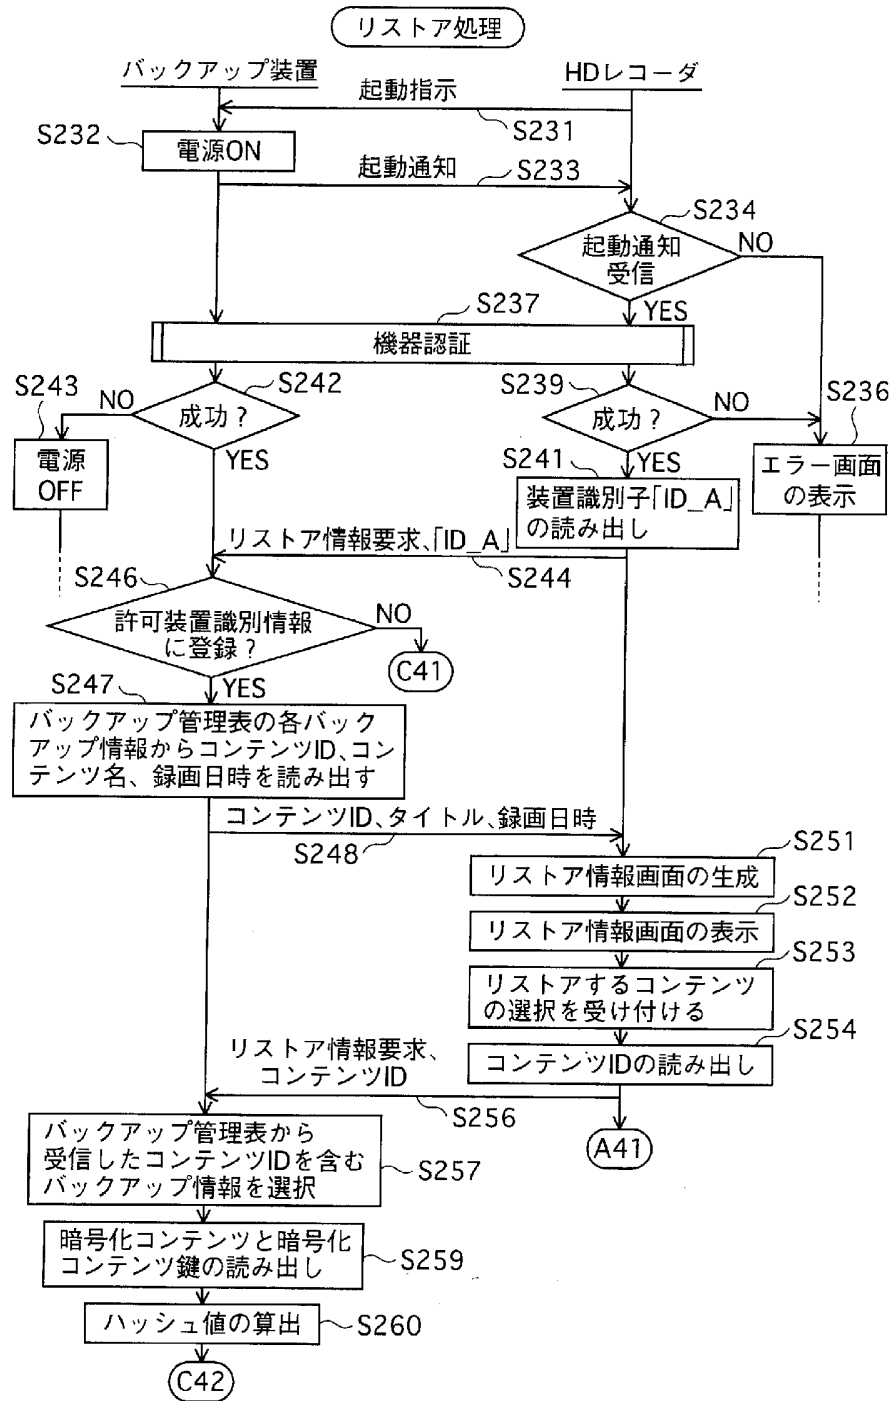 リストア処理
バックアップ装置
HDレコーダ
起動指示
S231
S232
電源ON
起動通知
S233
S234
起動通知
受信
NO
YES
S237
機器認証
S242
S239
S243
S236
NO
成功?
YES
成功?
NO
YES
電源
OFF
エラー画面
の表示
S241
装置識別子「ID_A」
の読み出し
リストア情報要求、「ID_A」
S244
S246
許可装置識別情報
に登録?
NO
C41
YES
S247
バックアップ管理表の各バック
アップ情報からコンテンツID、コン
テンツ名、録画日時を読み出す
コンテンツID、タイトル、録画日時
S248
S251
リストア情報画面の生成
S252
リストア情報画面の表示
S253
リストアするコンテンツ
の選択を受け付ける
S254
コンテンツIDの読み出し
リストア情報要求、
コンテンツID
S256
A41
バックアップ管理表から
受信したコンテンツIDを含む
バックアップ情報を選択
S257
暗号化コンテンツと暗号化
コンテンツ鍵の読み出し
S259
ハッシュ値の算出
S260
C42